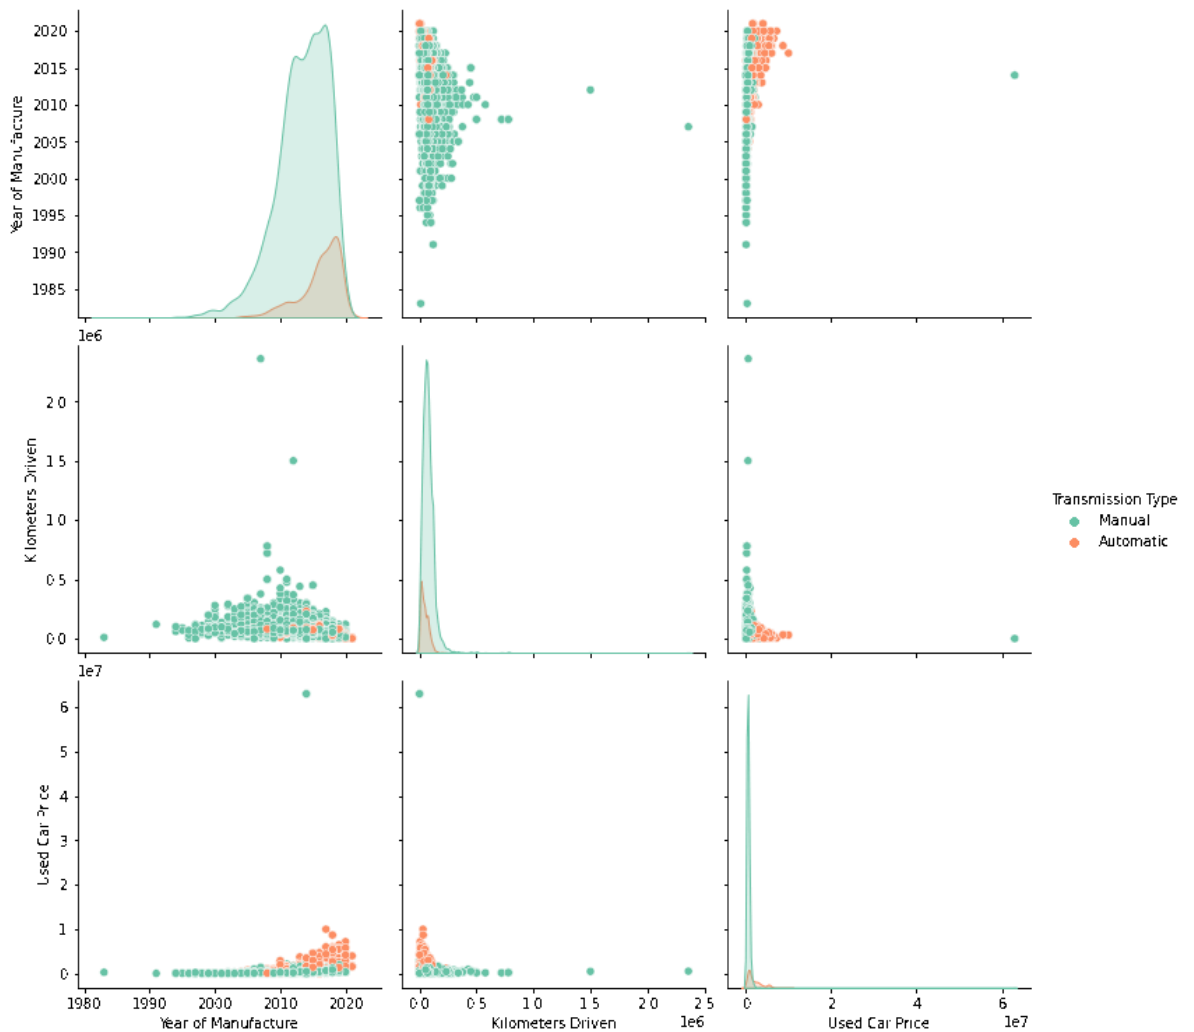 2020
2015
2010
2005
2000
1995
1990
1985
Year of Manufacture
1e6
2 0
1 5
1 0
0 5
0 0
Kilometers Driven
Transmission Type
Manual
Automatic
1e7
6
5
4
3
2
1
0
Used Car Price
1980 1990 2000 2010 2020
Year of Manufacture
0 0 0 5 1 0 1 5 2 0 2 5
1e6
Kilometers Driven
0 2 4 6
1e7
Used Car Price